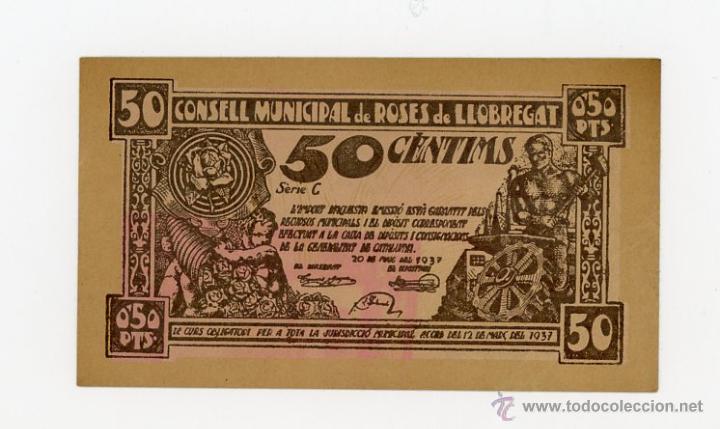 50 CONSELL MUNICIPAL de ROSES de LLOBREGAT 0'50 PTS.
50 CÈNTIMS
Sèrie C
L'IMPORT D'AQUESTA EMISSIÓ ESTÀ GARANTIT PELS
RECURSOS MUNICIPALS I EL DIPÒSIT CORRESPONENT
EFECTUAT A LA CAIXA DE DIPÒSITS I CONSIGNACIONS
DE LA GENERALITAT DE CATALUNYA.
20 DE MAIG DEL 1937
0'50 PTS.
50
DE CURS OBLIGATORI PER A TOTA LA JURISDICCIÓ MUNICIPAL, ACORD DEL 12 DE MARÇ DEL 1937
www.todocoleccion.net